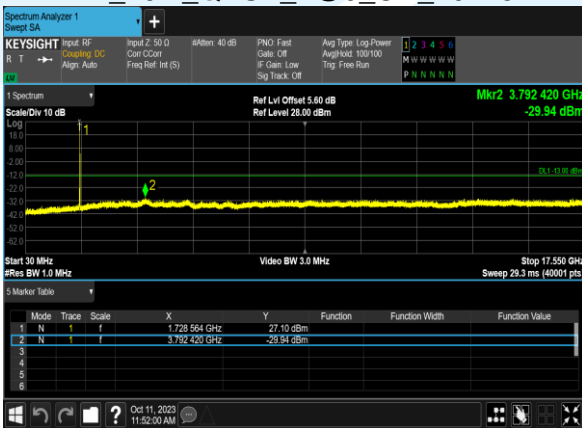 Spectrum Analyzer 1
Swept SA
+
KEYSIGHT Input: RF Input Z: 50 Ω #Atten: 40 dB PNO: Fast Avg Type: Log-Power 1 2 3 4 5 6
R T Coupling: DC Corr CCorr Gate: Off Avg|Hold: 100/100 M W W W W W
Align: Auto Freq Ref: Int (S) IF Gain: Low Trig: Free Run
Sig Track: Off P N N N N N
LW
1 Spectrum Ref Lvl Offset 5.60 dB Mkr2 3.792 420 GHz
Scale/Div 10 dB Ref Level 28.00 dBm -29.94 dBm
Log
18.0
8.00
-2.00
-12.0
-22.0
-32.0
-42.0
-52.0
-62.0
1
2
DL1 -13.00 dBm
Start 30 MHz Video BW 3.0 MHz Stop 17.550 GHz
#Res BW 1.0 MHz Sweep 29.3 ms (40001 pts)
5 Marker Table
Mode Trace Scale X Y Function Function Width Function Value
1 N 1 f 1.728 564 GHz 27.10 dBm
2 N 1 f 3.792 420 GHz -29.94 dBm
3
4
5
6
? Oct 11, 2023
11:52:00 AM